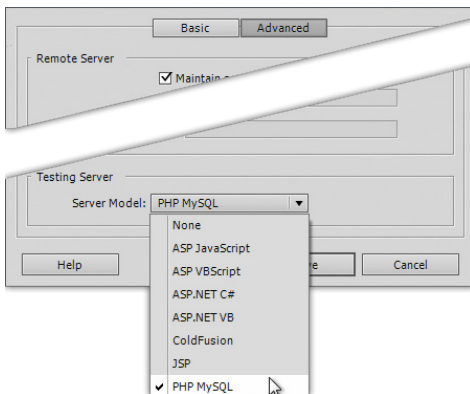 Basic Advanced
Remote Server
Maintain
Testing Server
Server Model: PHP MySQL
None
ASP JavaScript
Help
ASP VBScript
Cancel
ASP.NET C#
ASP.NET VB
ColdFusion
JSP
PHP MySQL